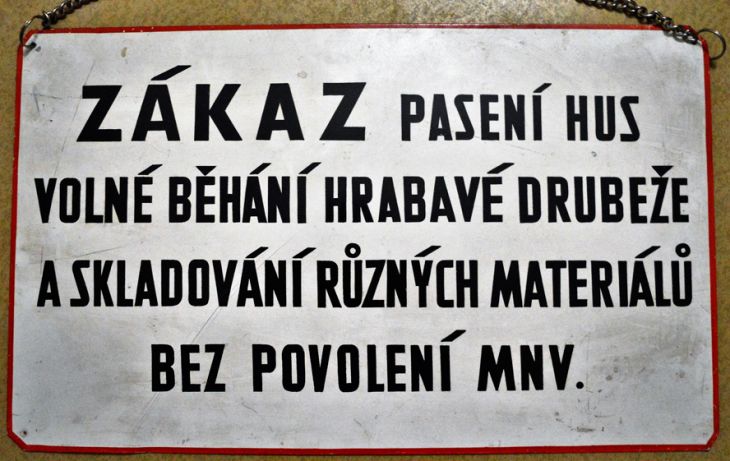 ZÁKAZ PASENÍ HUS
VOLNÉ BĚHÁNÍ HRABAVÉ DRUBEŽE
A SKLADOVÁNÍ RŮZNÝCH MATERIÁLŮ
BEZ POVOLENÍ MNV.